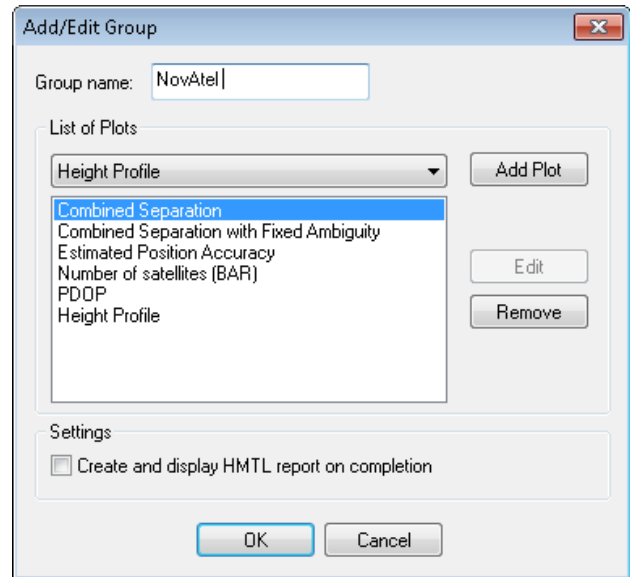 Add/Edit Group
Group name: NovAtel
List of Plots
Height Profile
Add Plot
Combined Separation
Combined Separation with Fixed Ambiguity
Estimated Position Accuracy
Number of satellites (BAR)
PDOP
Height Profile
Edit
Remove
Settings
Create and display HMTL report on completion
OK
Cancel